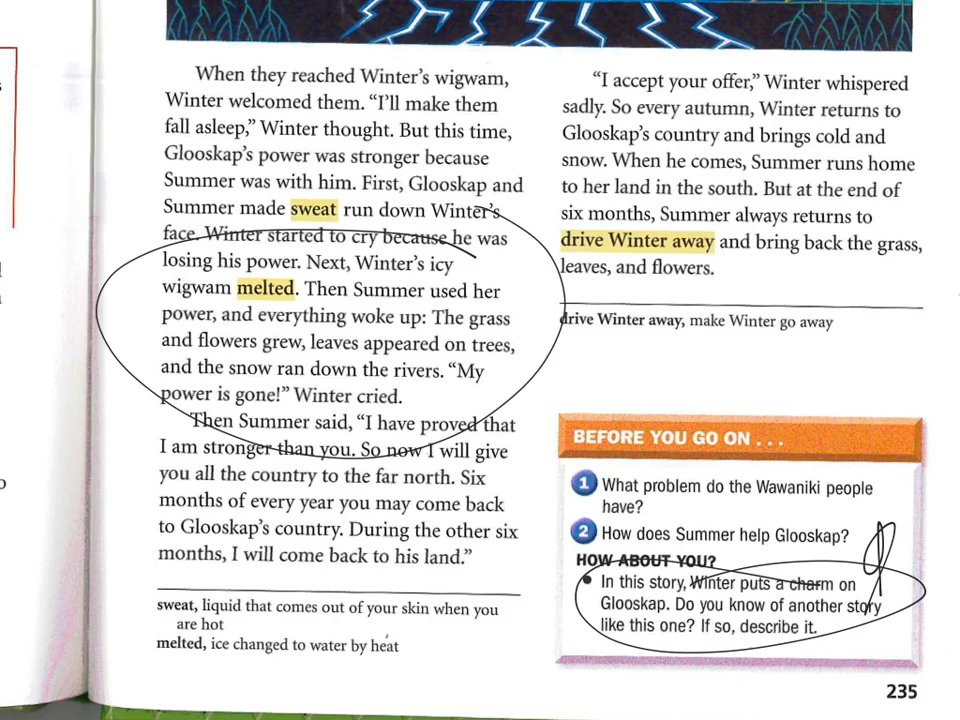 When they reached Winter's wigwam,
Winter welcomed them. "I'll make them
fall asleep," Winter thought. But this time,
Glooskap's power was stronger because
Summer was with him. First, Glooskap and
Summer made sweat run down Winter's
face. Winter started to cry because he was
losing his power. Next, Winter's icy
wigwam melted. Then Summer used her
power, and everything woke up: The grass
and flowers grew, leaves appeared on trees,
and the snow ran down the rivers. "My
power is gone!" Winter cried.
Then Summer said, "I have proved that
I am stronger than you. So now I will give
you all the country to the far north. Six
months of every year you may come back
to Glooskap's country. During the other six
months, I will come back to his land."
sweat, liquid that comes out of your skin when you
are hot
melted, ice changed to water by heat
"I accept your offer," Winter whispered
sadly. So every autumn, Winter returns to
Glooskap's country and brings cold and
snow. When he comes, Summer runs home
to her land in the south. But at the end of
six months, Summer always returns to
drive Winter away and bring back the grass,
leaves, and flowers.
drive Winter away, make Winter go away
BEFORE YOU GO ON . . .
1 What problem do the Wawaniki people
have?
2 How does Summer help Glooskap?
HOW ABOUT YOU?
• In this story, Winter puts a charm on
Glooskap. Do you know of another story
like this one? If so, describe it.
235